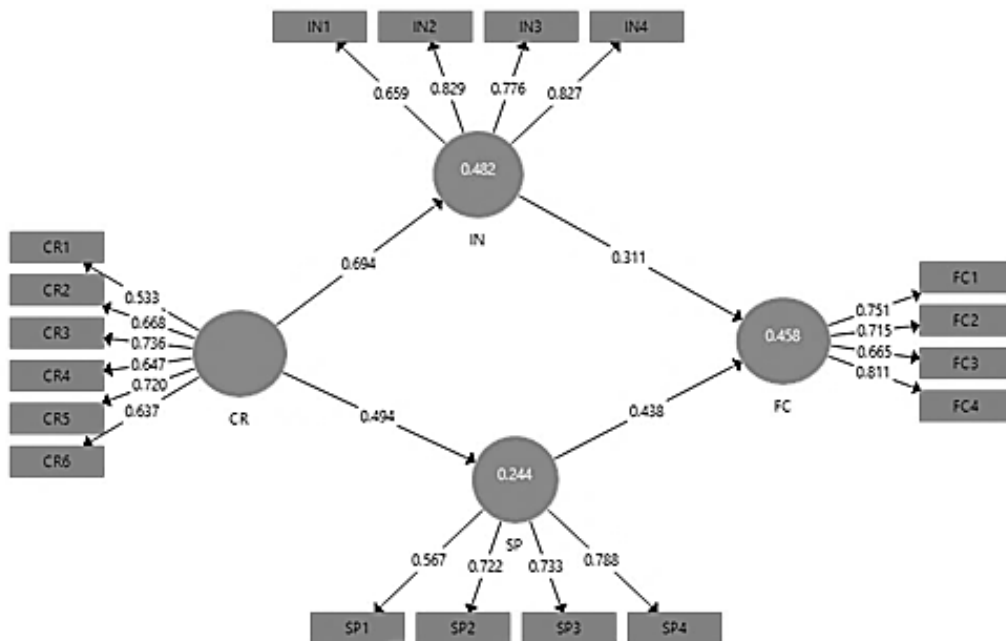 IN1 IN2 IN3 IN4
0.659 0.829 0.776 0.827
0.482
IN
CR1
CR2
CR3
CR4
CR5
CR6
0.533
0.668
0.736
0.647
0.720
0.637
CR
0.694
0.494
0.311
0.438
0.458
FC
0.751
0.715
0.665
0.811
FC1
FC2
FC3
FC4
0.244
SP
0.567 0.722 0.733 0.788
SP1 SP2 SP3 SP4